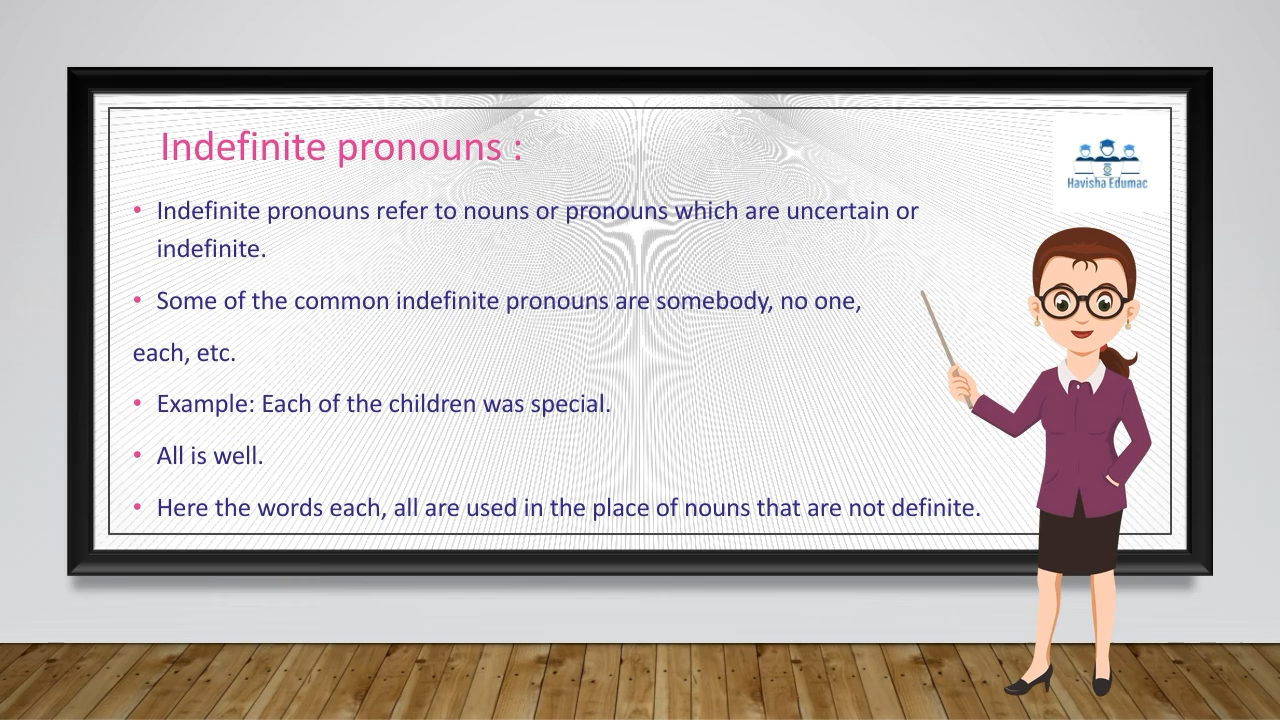 Indefinite pronouns :
Havisha Edumac
• Indefinite pronouns refer to nouns or pronouns which are uncertain or
indefinite.
• Some of the common indefinite pronouns are somebody, no one,
each, etc.
• Example: Each of the children was special.
• All is well.
• Here the words each, all are used in the place of nouns that are not definite.